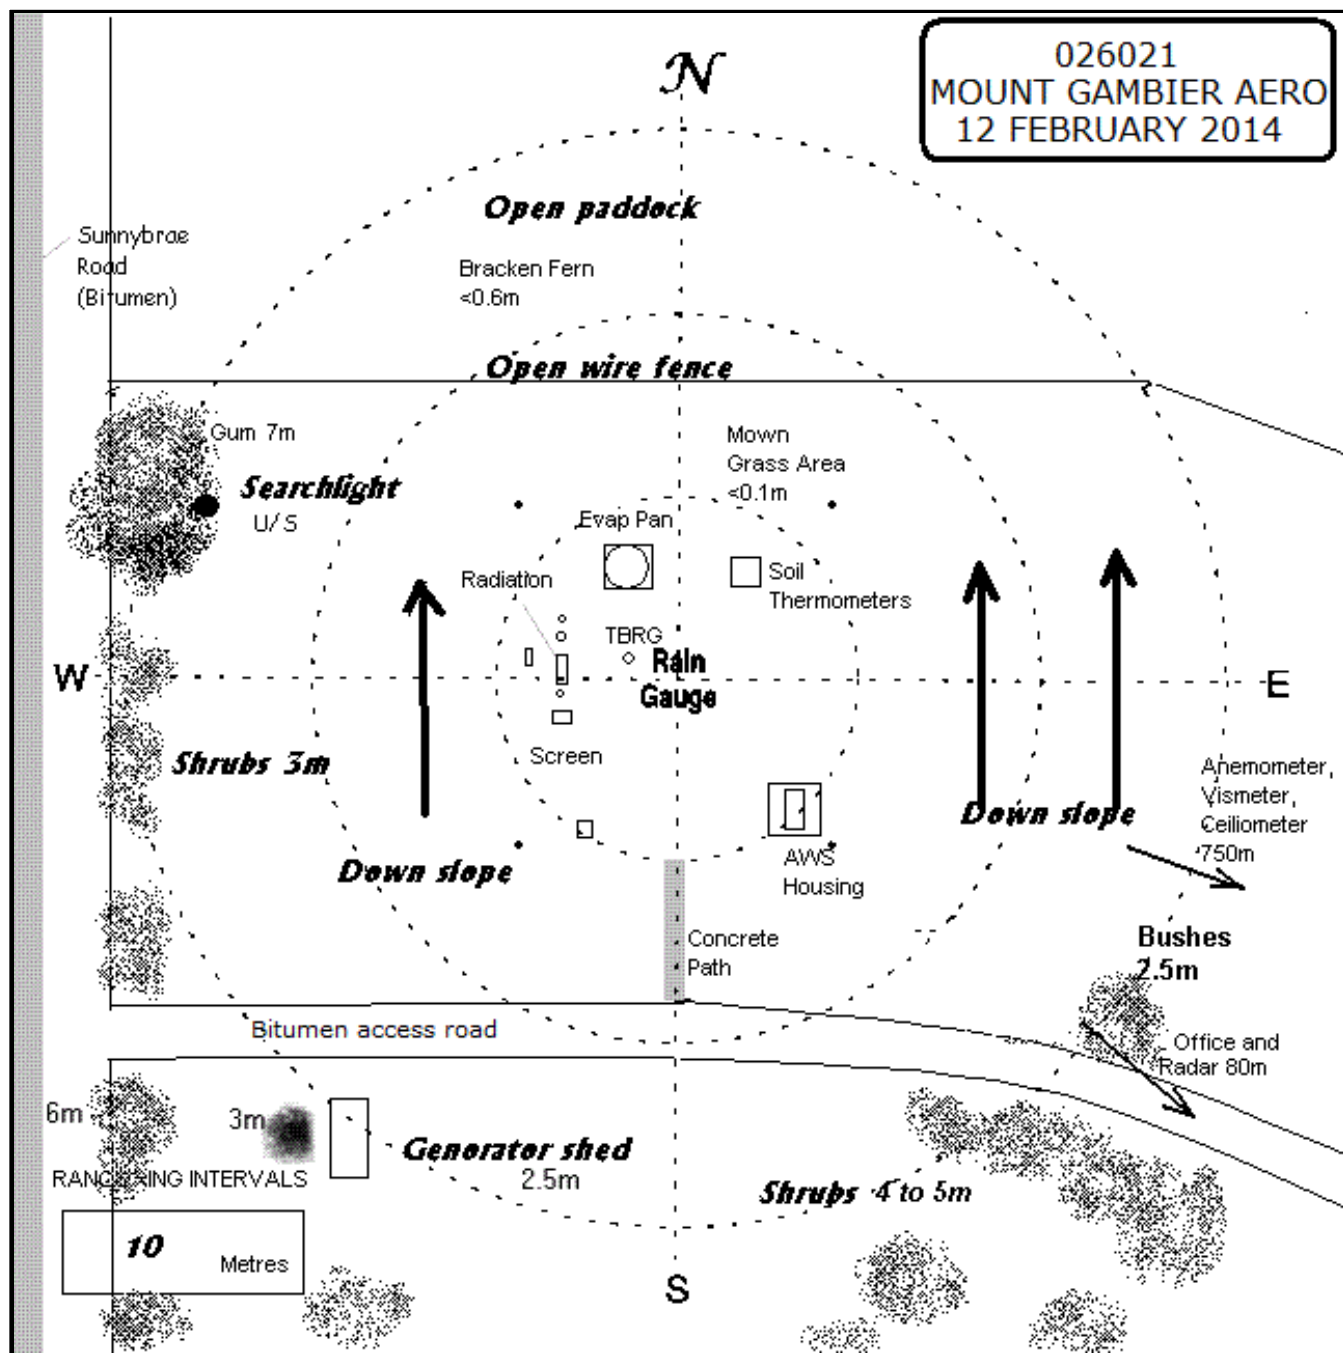 026021
MOUNT GAMBIER AERO
12 FEBRUARY 2014
N
Open paddock
Sunnybrae
Road
(Bitumen)
Bracken Fern
<0.6m
Open wire fence
Gum 7m
Mown
Grass Area
<0.1m
Searchlight
U/S
Evap Pan
Radiation
Soil
Thermometers
TBRG
Rain
Gauge
W
E
Screen
Shrubs 3m
Anemometer,
Vismeter,
Ceiliometer
750m
Down slope
Down slope
AWS
Housing
Concrete
Path
Bushes
2.5m
Bitumen access road
Office and
Radar 80m
6m
3m
Generator shed
2.5m
INTERVALS
Shrubs 4 to 5m
10
Metres
S